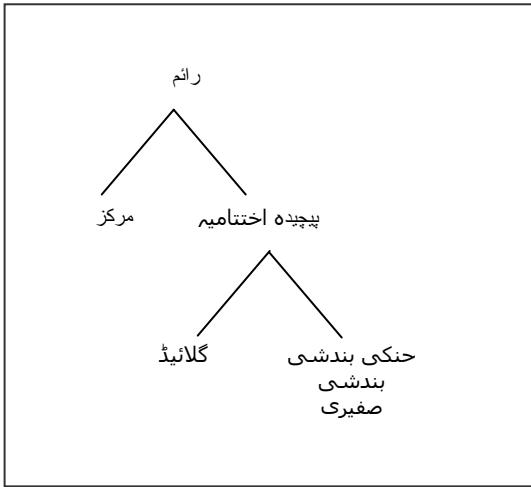 رائم
مرکز
پیچیدہ اختتامیہ
گلائیڈ
حنکی بندشی
بندشی
صفیری